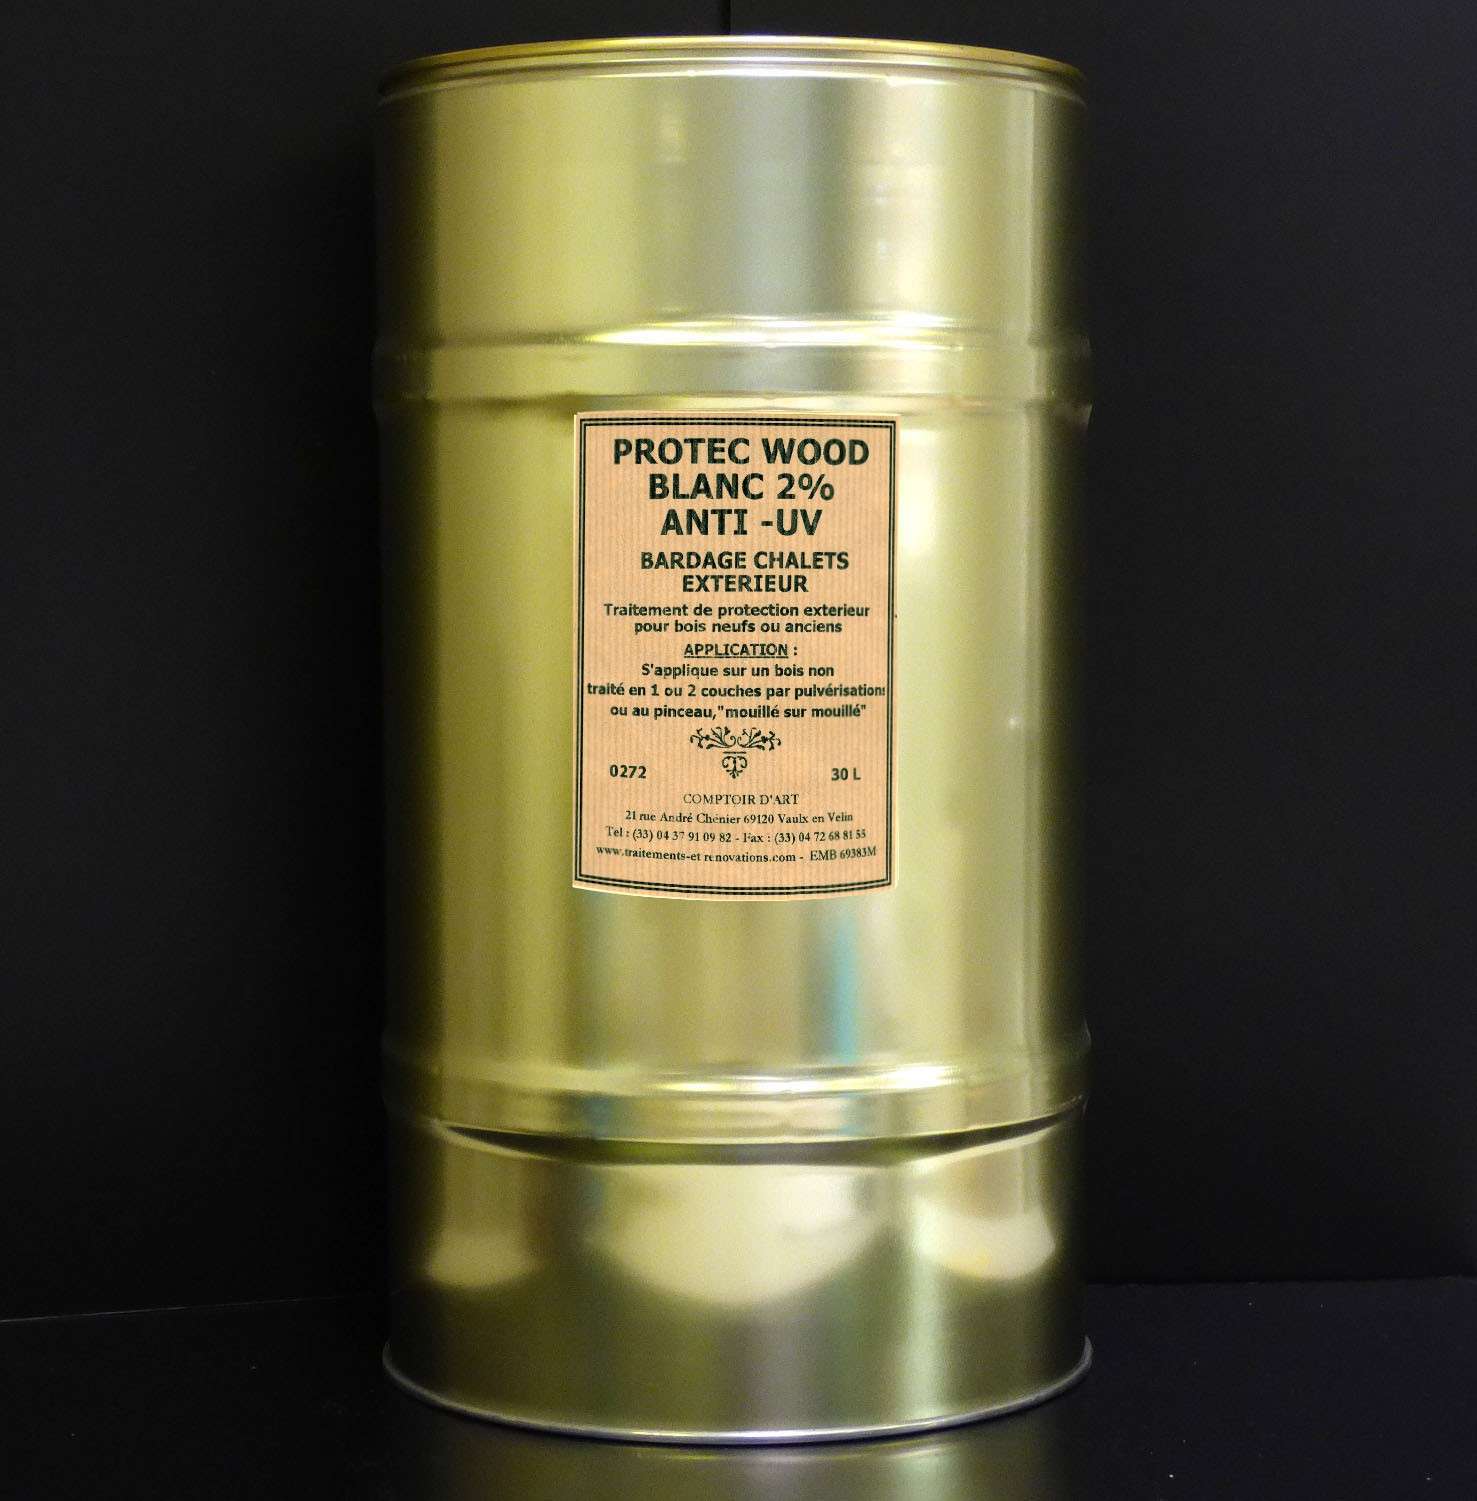 PROTEC WOOD
BLANC 2%
ANTI -UV
BARDAGE CHALETS
EXTERIEUR
Traitement de protection exterieur
pour bois neufs ou anciens
APPLICATION :
S'applique sur un bois non
traité en 1 ou 2 couches par pulvérisation
ou au pinceau,"mouillé sur mouillé"
0272 30 L
COMPTOIR D'ART
21 rue André Chénier 69120 Vaulx en Velin
Tel : (33) 04 37 91 09 82 - Fax : (33) 04 72 68 81 55
www.traitements-et renovations.com - EMB 69383M